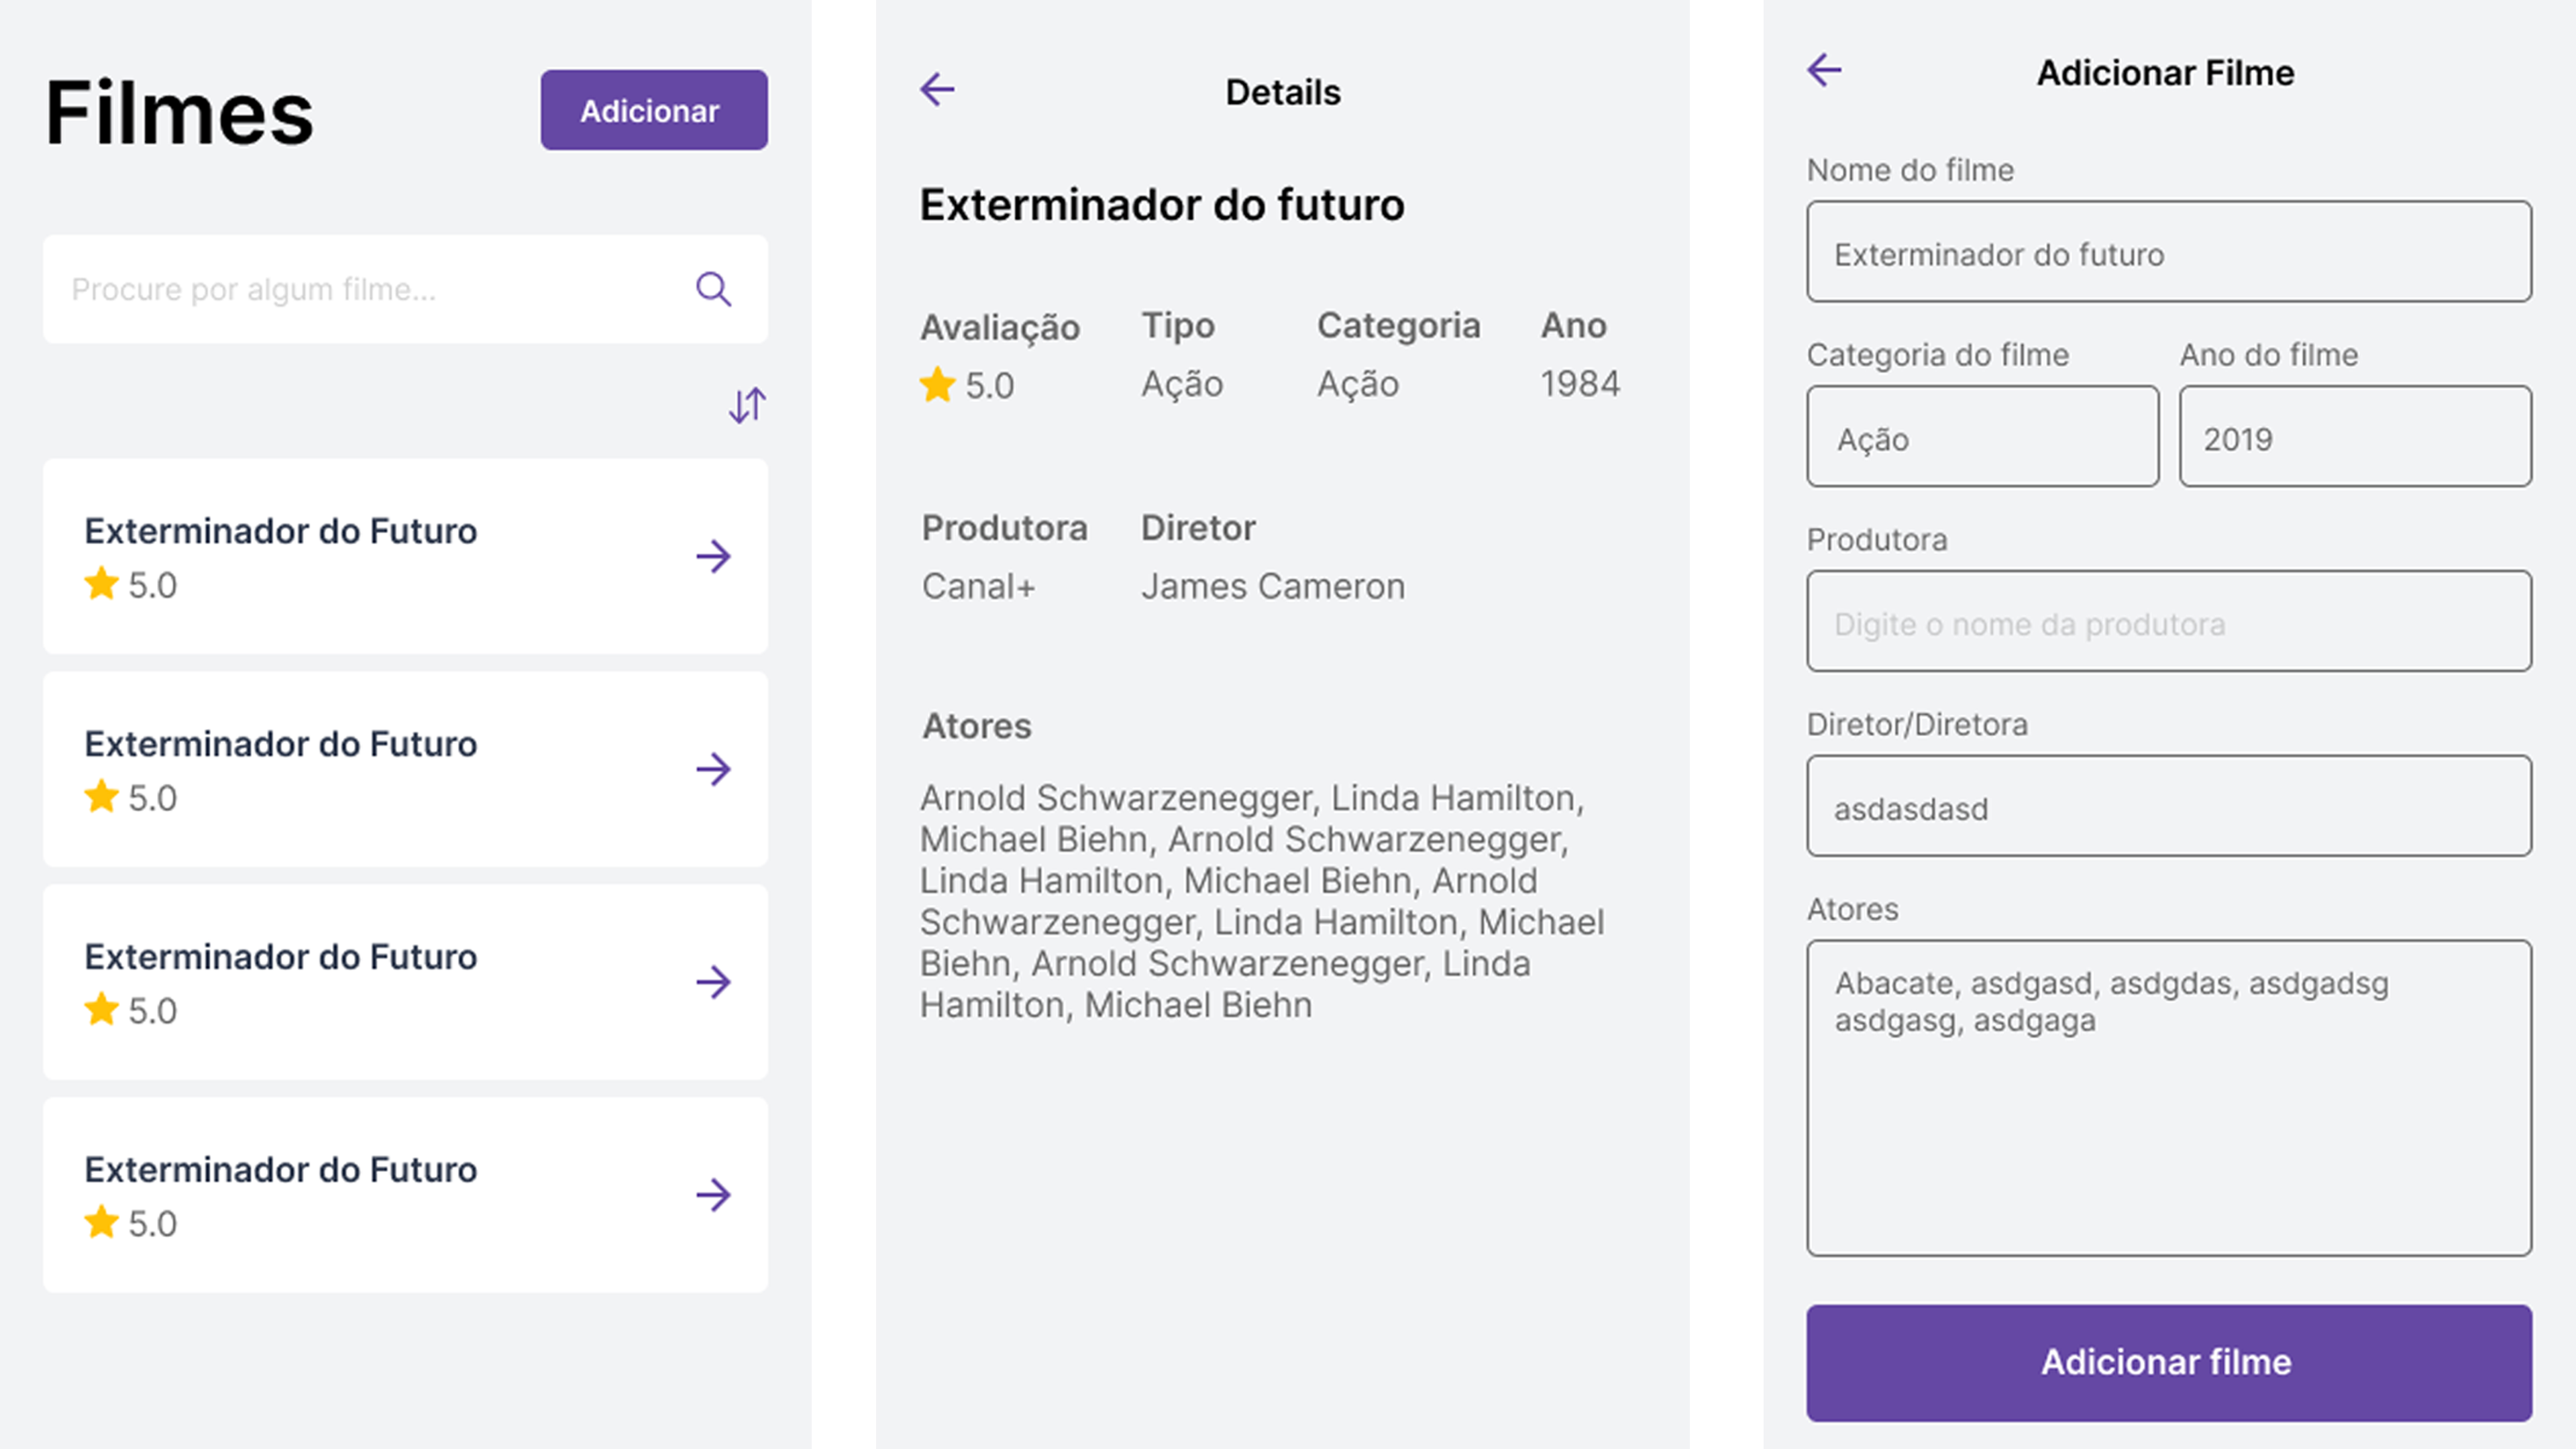 Filmes
Adicionar
Procure por algum filme...
Exterminador do Futuro
5.0
Exterminador do Futuro
5.0
Exterminador do Futuro
5.0
Exterminador do Futuro
5.0
Details
Exterminador do futuro
Avaliação Tipo Categoria Ano
5.0 Ação Ação 1984
Produtora Diretor
Canal+ James Cameron
Atores
Arnold Schwarzenegger, Linda Hamilton,
Michael Biehn, Arnold Schwarzenegger,
Linda Hamilton, Michael Biehn, Arnold
Schwarzenegger, Linda Hamilton, Michael
Biehn, Arnold Schwarzenegger, Linda
Hamilton, Michael Biehn
Adicionar Filme
Nome do filme
Exterminador do futuro
Categoria do filme Ano do filme
Ação 2019
Produtora
Digite o nome da produtora
Diretor/Diretora
asdasdasd
Atores
Abacate, asdgasd, asdgdas, asdgadsg
asdgasg, asdgaga
Adicionar filme